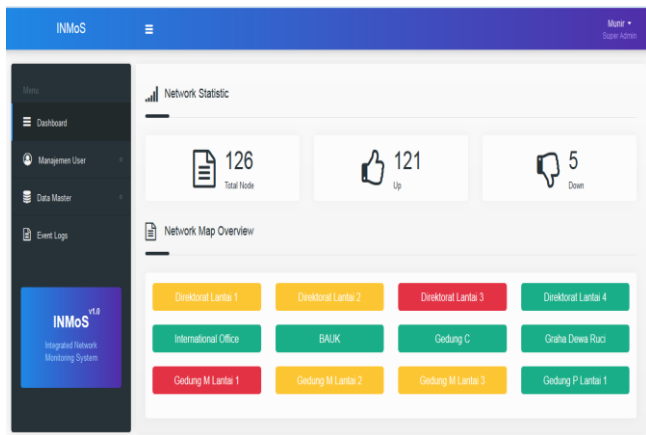 INMoS
Munir
Super Admin
Menu
Dashboard
Manajemen User
Data Master
Event Logs
INMoS v1.0
Integrated Network
Monitoring System
Network Statistic
126
Total Node
121
Up
5
Down
Network Map Overview
Direktorat Lantai 1
Direktorat Lantai 2
Direktorat Lantai 3
Direktorat Lantai 4
International Office
BAUK
Gedung C
Graha Dewa Ruci
Gedung M Lantai 1
Gedung M Lantai 2
Gedung M Lantai 3
Gedung P Lantai 1